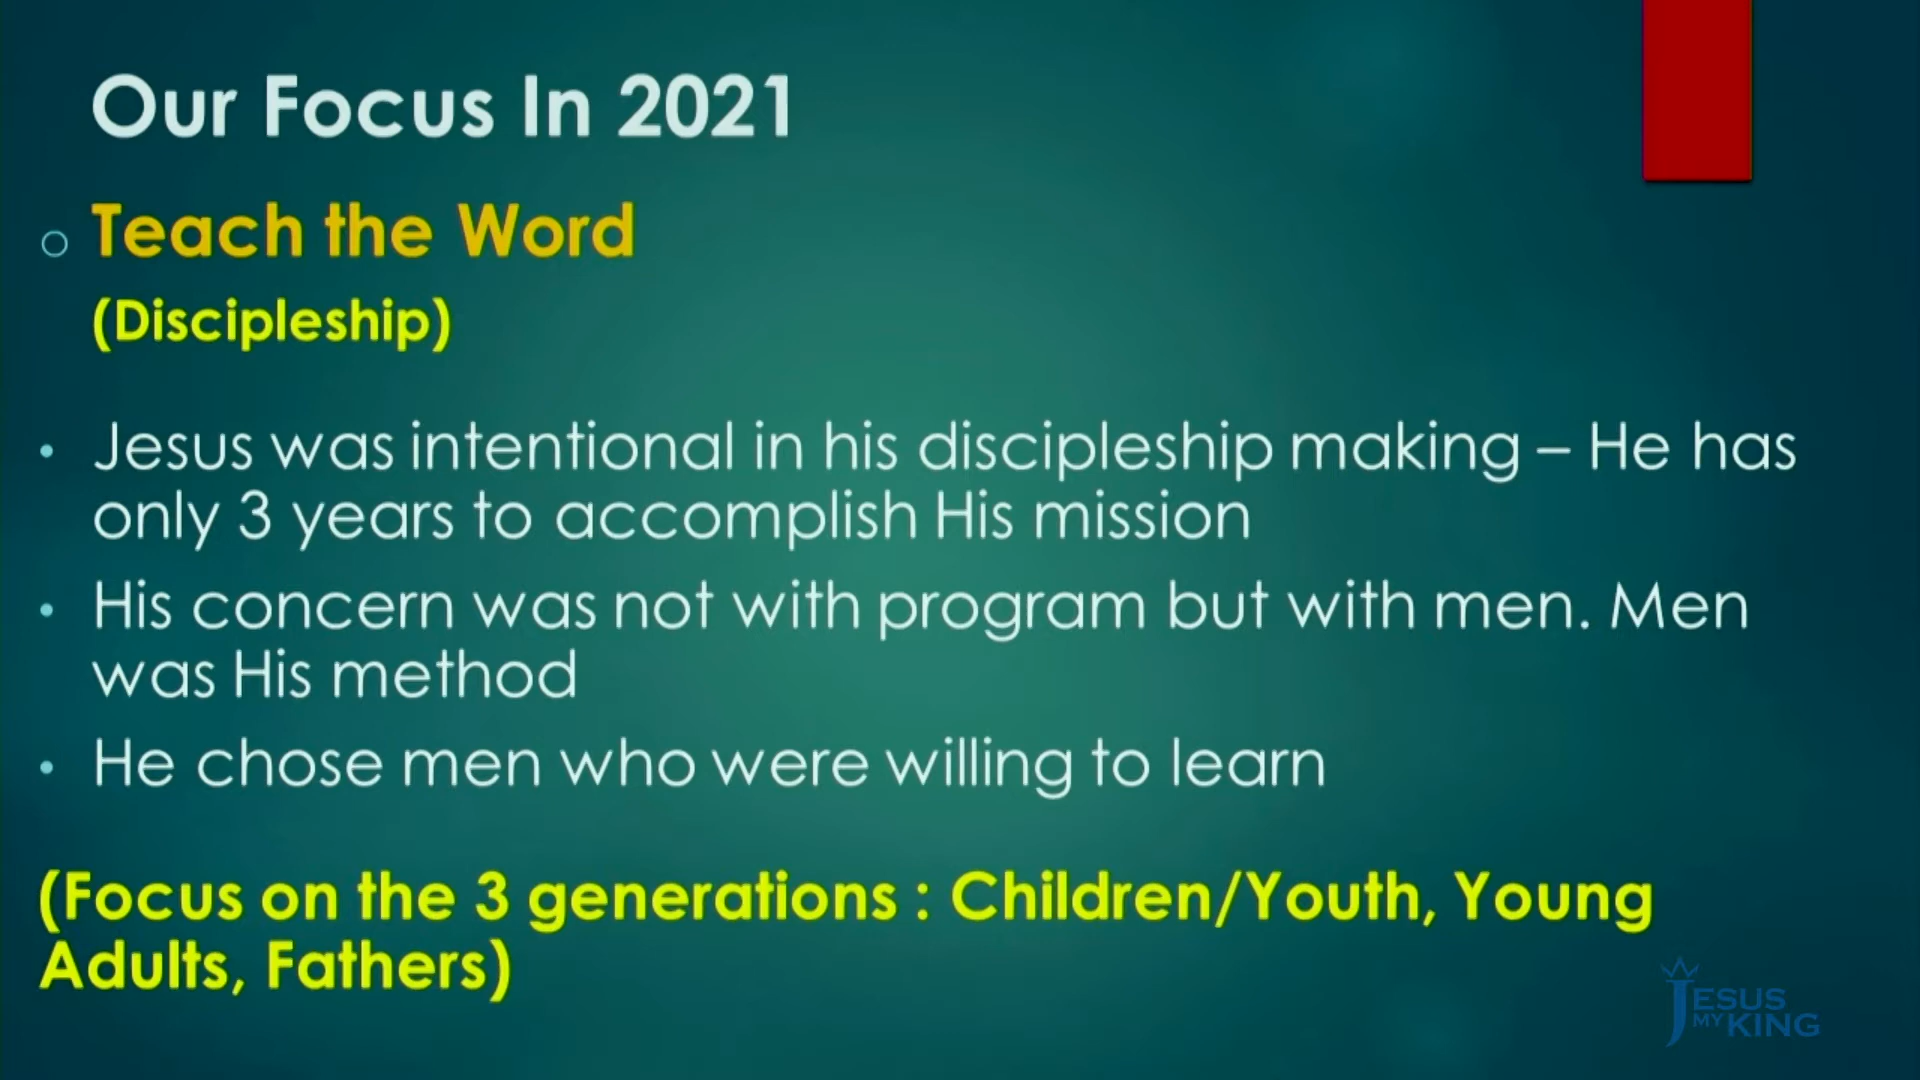 Our Focus In 2021
○ Teach the Word
(Discipleship)
• Jesus was intentional in his discipleship making – He has
only 3 years to accomplish His mission
• His concern was not with program but with men. Men
was His method
• He chose men who were willing to learn
(Focus on the 3 generations : Children/Youth, Young
Adults, Fathers)
JESUS
MY KING